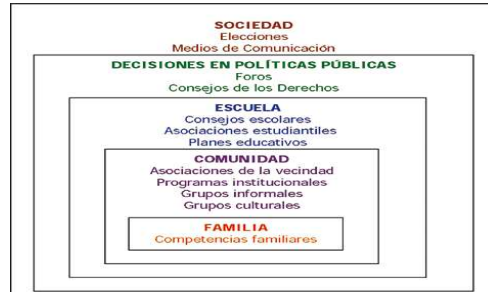 SOCIEDAD
Elecciones
Medios de Comunicación
DECISIONES EN POLÍTICAS PÚBLICAS
Foros
Consejos de los Derechos
ESCUELA
Consejos escolares
Asociaciones estudiantiles
Planes educativos
COMUNIDAD
Asociaciones de la vecindad
Programas institucionales
Grupos informales
Grupos culturales
FAMILIA
Competencias familiares